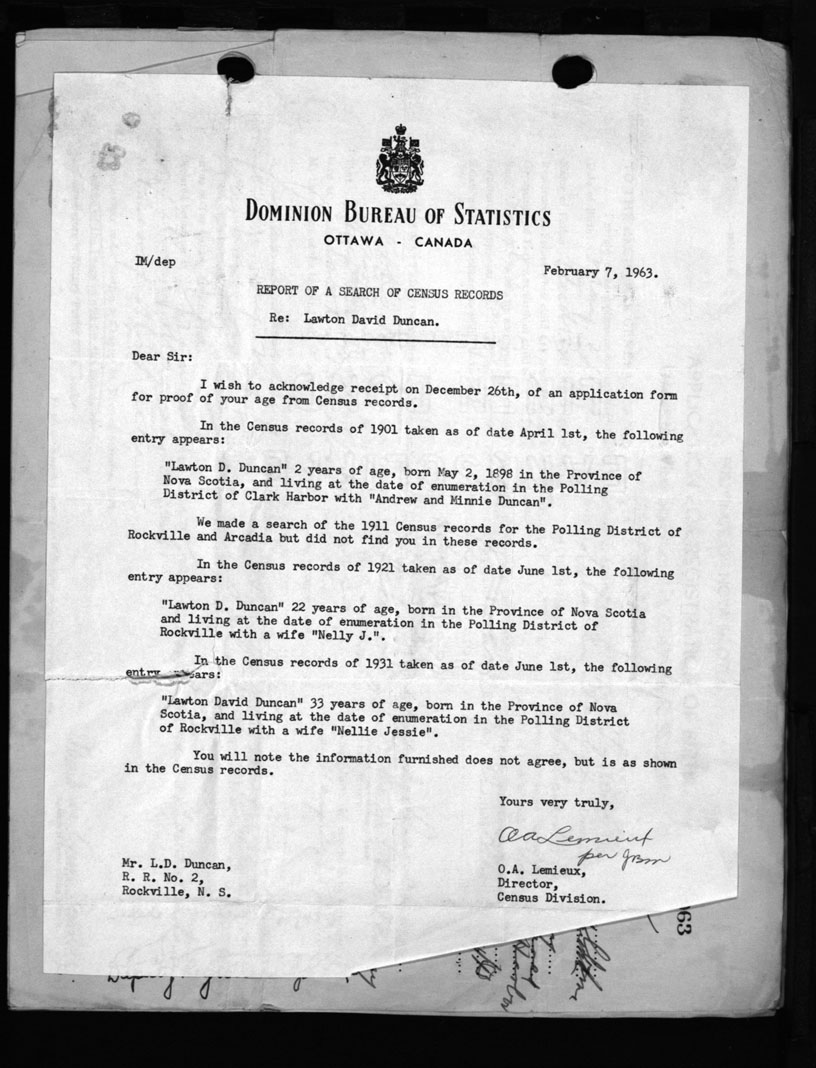 DOMINION BUREAU OF STATISTICS
OTTAWA - CANADA
IM/dep
February 7, 1963.
REPORT OF A SEARCH OF CENSUS RECORDS
Re: Lawton David Duncan.
Dear Sir:
I wish to acknowledge receipt on December 26th, of an application form
for proof of your age from Census records.
In the Census records of 1901 taken as of date April 1st, the following
entry appears:
"Lawton D. Duncan" 2 years of age, born May 2, 1898 in the Province of
Nova Scotia, and living at the date of enumeration in the Polling
District of Clark Harbor with "Andrew and Minnie Duncan".
We made a search of the 1911 Census records for the Polling District of
Rockville and Arcadia but did not find you in these records.
In the Census records of 1921 taken as of date June 1st, the following
entry appears:
"Lawton D. Duncan" 22 years of age, born in the Province of Nova Scotia
and living at the date of enumeration in the Polling District of
Rockville with a wife "Nelly J.".
In the Census records of 1931 taken as of date June 1st, the following
entry ears:
"Lawton David Duncan" 33 years of age, born in the Province of Nova
Scotia, and living at the date of enumeration in the Polling District
of Rockville with a wife "Nellie Jessie".
You will note the information furnished does not agree, but is as shown
in the Census records.
Yours very truly,
OA Lemieux
per JBM
Mr. L.D. Duncan,
R. R. No. 2,
Rockville, N. S.
O.A. Lemieux,
Director,
Census Division.
963